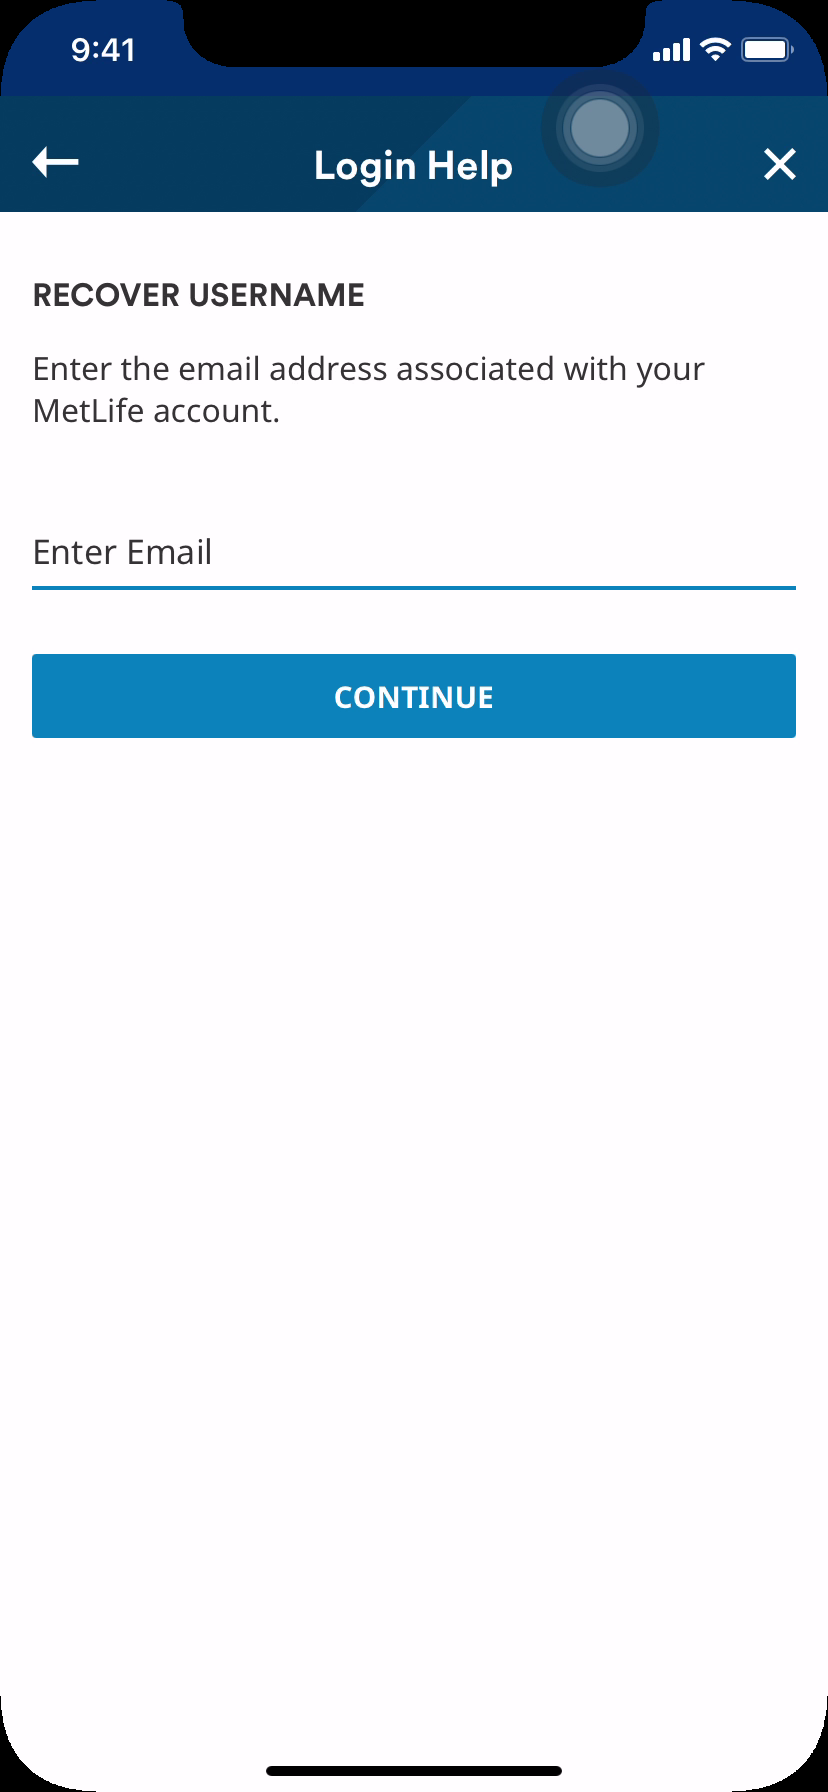 9:41
Login Help
RECOVER USERNAME
Enter the email address associated with your
MetLife account.
Enter Email
CONTINUE